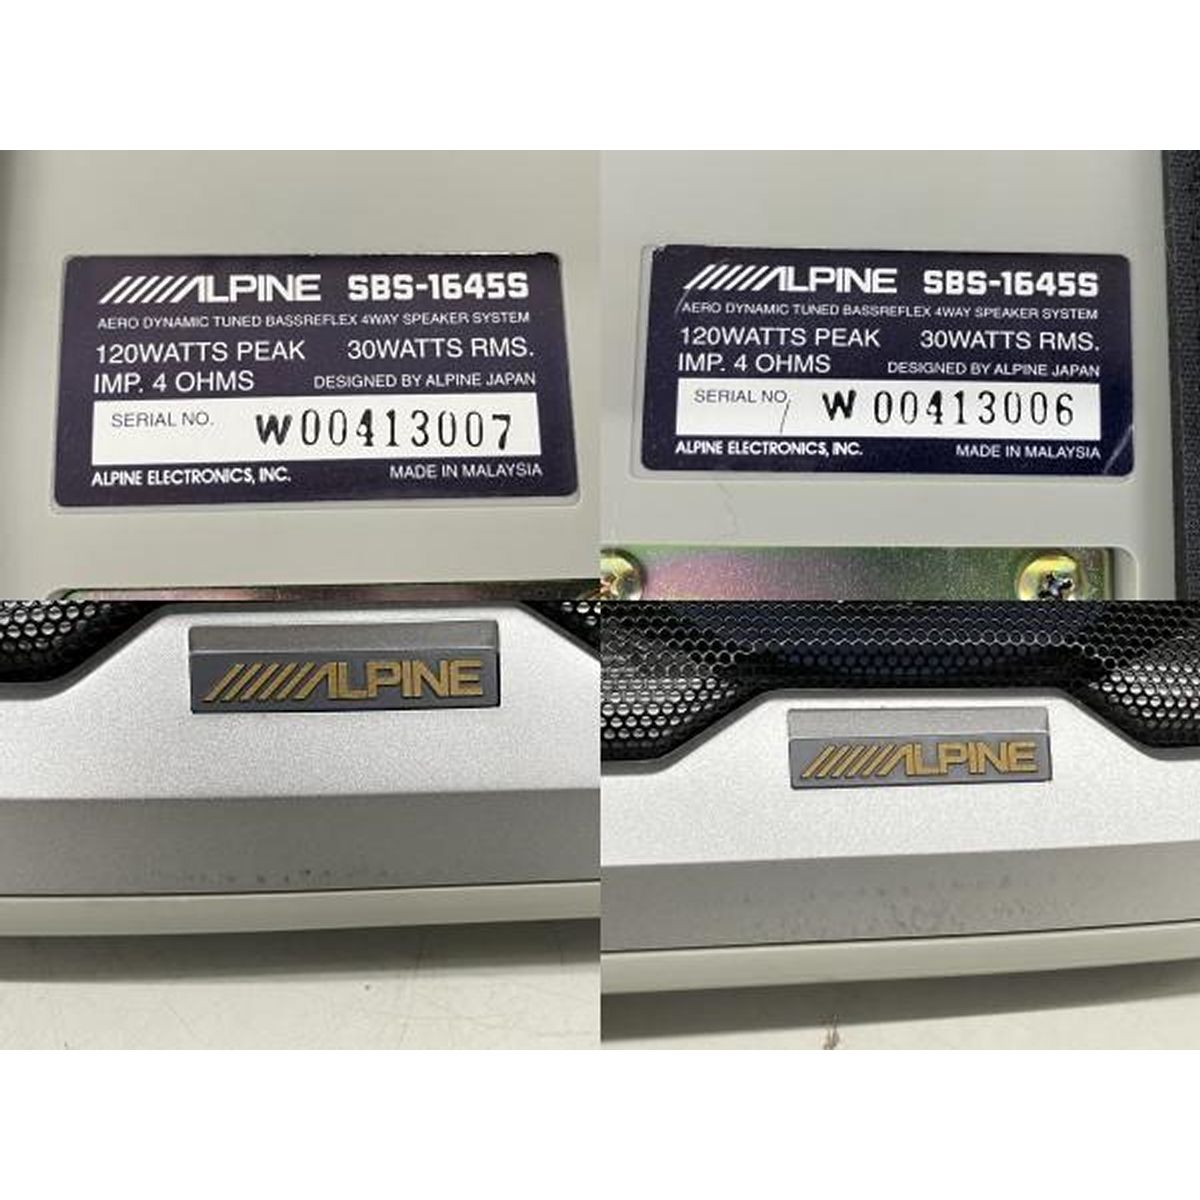 ALPINE SBS-1645S
AERO DYNAMIC TUNED BASSREFLEX 4WAY SPEAKER SYSTEM
120WATTS PEAK 30WATTS RMS.
IMP. 4 OHMS DESIGNED BY ALPINE JAPAN
SERIAL NO. W00413007
ALPINE ELECTRONICS, INC. MADE IN MALAYSIA
ALPINE SBS-1645S
AERO DYNAMIC TUNED BASSREFLEX 4WAY SPEAKER SYSTEM
120WATTS PEAK 30WATTS RMS.
IMP. 4 OHMS DESIGNED BY ALPINE JAPAN
SERIAL NO. W 00413006
ALPINE ELECTRONICS, INC. MADE IN MALAYSIA
ALPINE
ALPINE